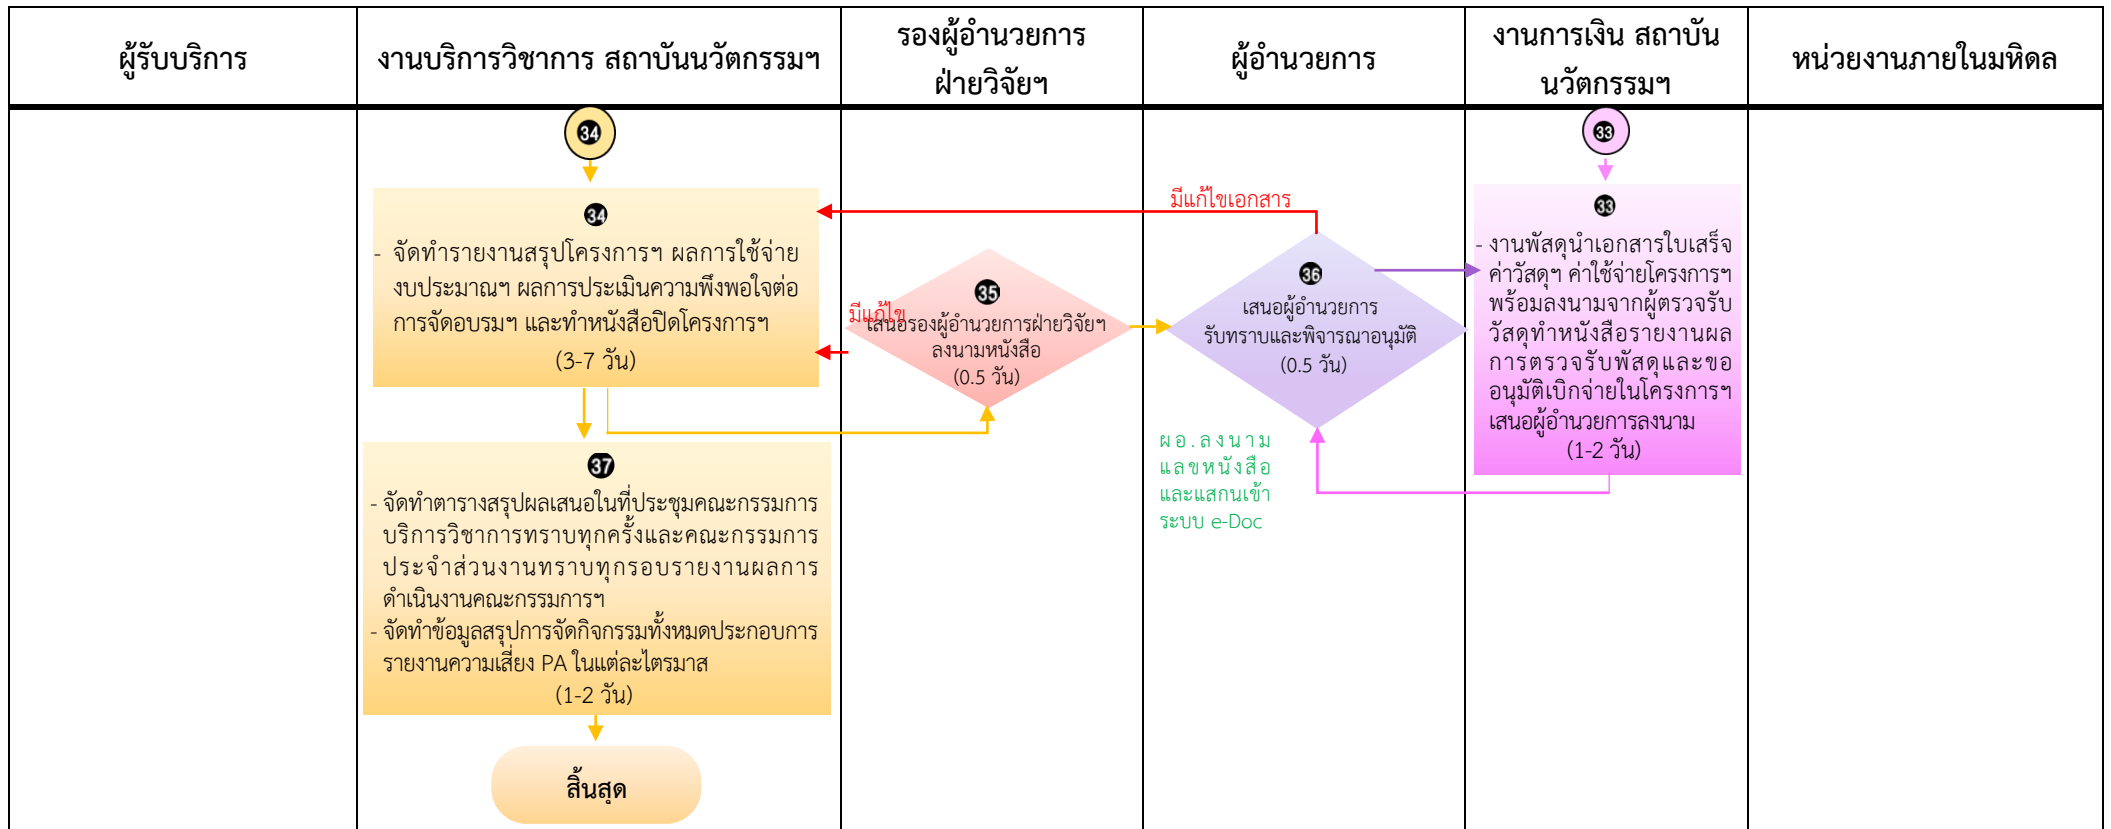 ผู้รับบริการ
งานบริการวิชาการ สถาบันนวัตกรรมฯ
รองผู้อำนวยการ
ฝ่ายวิจัยฯ
ผู้อำนวยการ
งานการเงิน สถาบัน
นวัตกรรมฯ
หน่วยงานภายในมหิดล
34
34
- จัดทำรายงานสรุปโครงการฯ ผลการใช้จ่าย
งบประมาณฯ ผลการประเมินความพึงพอใจต่อ
การจัดอบรมฯ และทำหนังสือปิดโครงการฯ
(3-7 วัน)
37
- จัดทำตารางสรุปผลเสนอในที่ประชุมคณะกรรมการ
บริการวิชาการทราบทุกครั้งและคณะกรรมการ
ประจำส่วนงานทราบทุกรอบรายงานผลการ
ดำเนินงานคณะกรรมการฯ
- จัดทำข้อมูลสรุปการจัดกิจกรรมทั้งหมดประกอบการ
รายงานความเสี่ยง PA ในแต่ละไตรมาส
(1-2 วัน)
สิ้นสุด
มีแก้ไข
35
เสนอรองผู้อำนวยการฝ่ายวิจัยฯ
ลงนามหนังสือ
(0.5 วัน)
มีแก้ไขเอกสาร
36
เสนอผู้อำนวยการ
รับทราบและพิจารณาอนุมัติ
(0.5 วัน)
ผอ.ลงนาม
แลขหนังสือ
และแสกนเข้า
ระบบ e-Doc
33
33
- งานพัสดุนำเอกสารใบเสร็จ
ค่าวัสดุฯ ค่าใช้จ่ายโครงการฯ
พร้อมลงนามจากผู้ตรวจรับ
วัสดุทำหนังสือรายงานผล
การตรวจรับพัสดุและขอ
อนุมัติเบิกจ่ายในโครงการฯ
เสนอผู้อำนวยการลงนาม
(1-2 วัน)